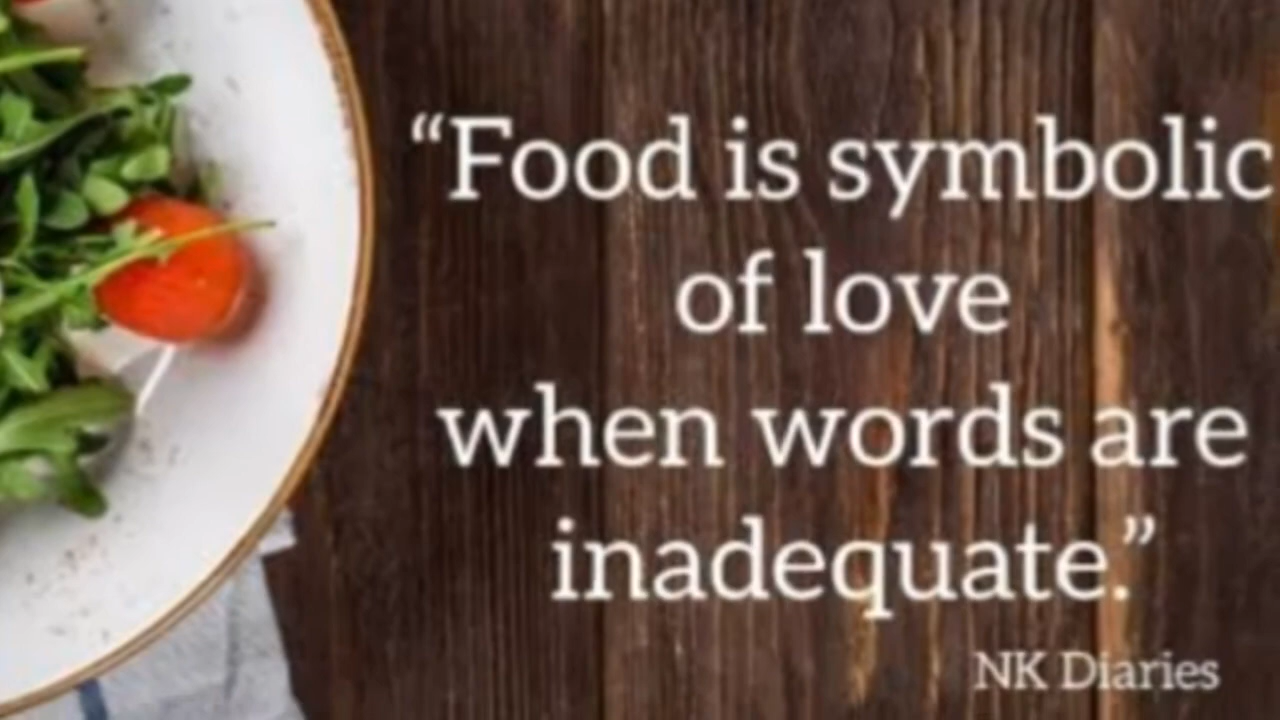 “Food is symbolic
of love
when words are
inadequate.”
NK Diaries